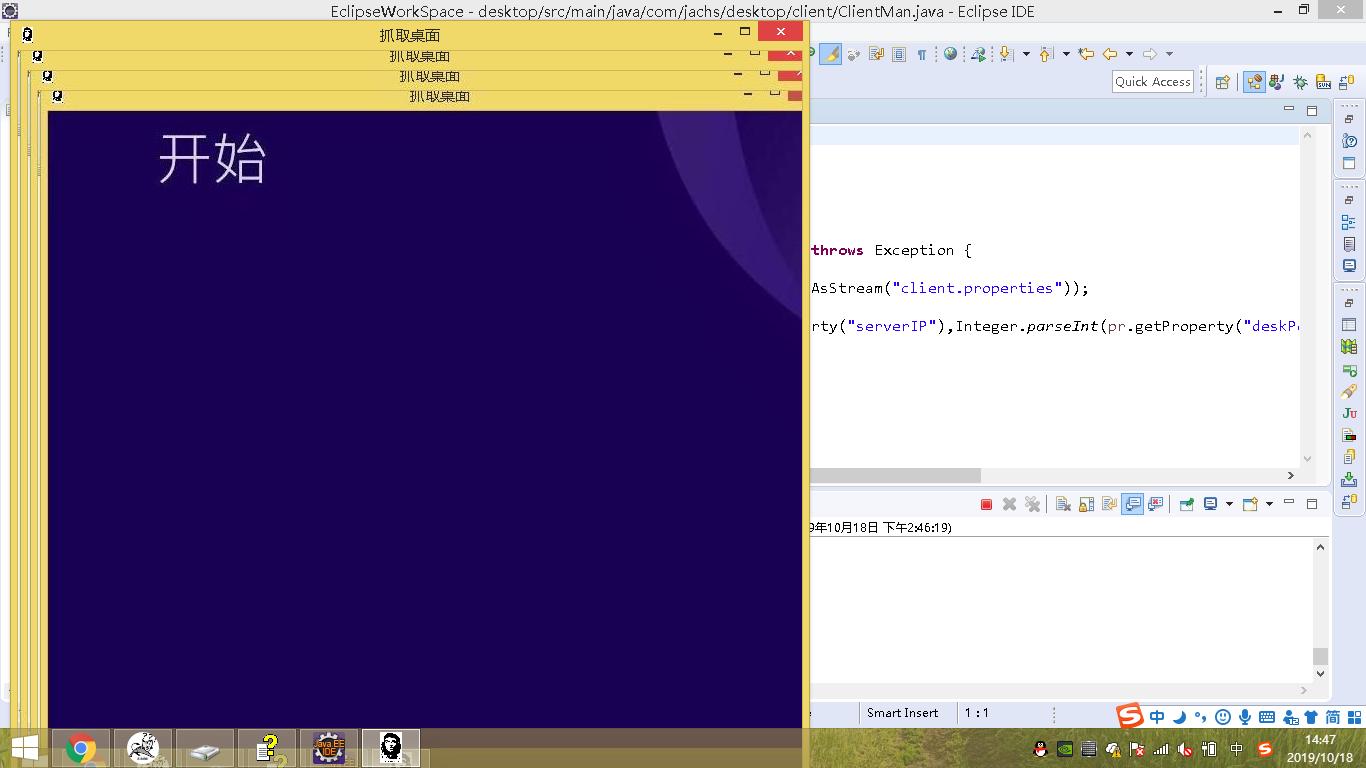 EclipseWorkSpace - desktop/src/main/java/com/jachs/desktop/client/ClientMan.java - Eclipse IDE
抓取桌面
抓取桌面
抓取桌面
抓取桌面
Quick Access
开始
throws Exception {
AsStream("client.properties"));
rty("serverIP"),Integer.parseInt(pr.getProperty("deskP
Ju
9年10月18日 下午2:46:19)
Smart Insert
1 : 1
S 中 简
Java EE
IDE
中 S
14:47
2019/10/18